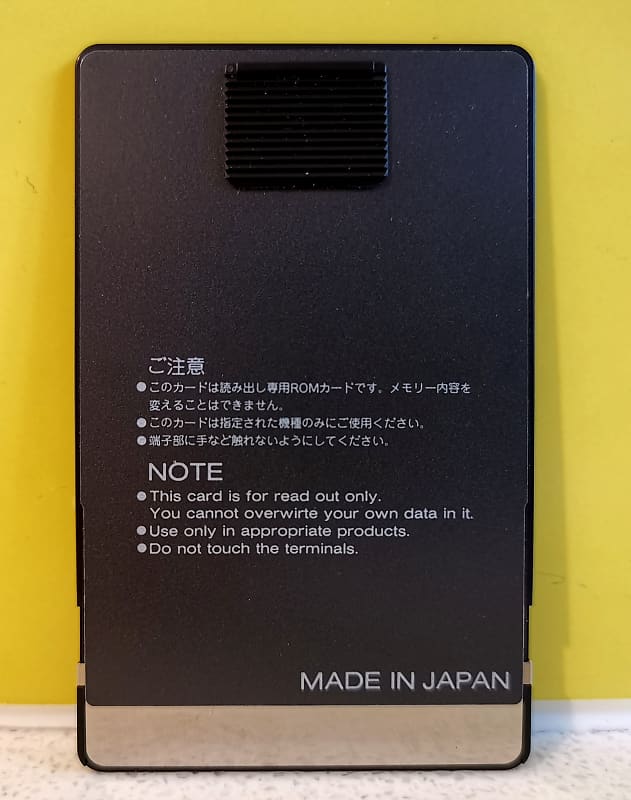 ご注意
●このカードは読み出し専用ROMカードです。メモリー内容を
変えることはできません。
●このカードは指定された機種のみにご使用ください。
●端子部に手など触れないようにしてください。
NOTE
●This card is for read out only.
You cannot overwirte your own data in it.
●Use only in appropriate products.
●Do not touch the terminals.
MADE IN JAPAN